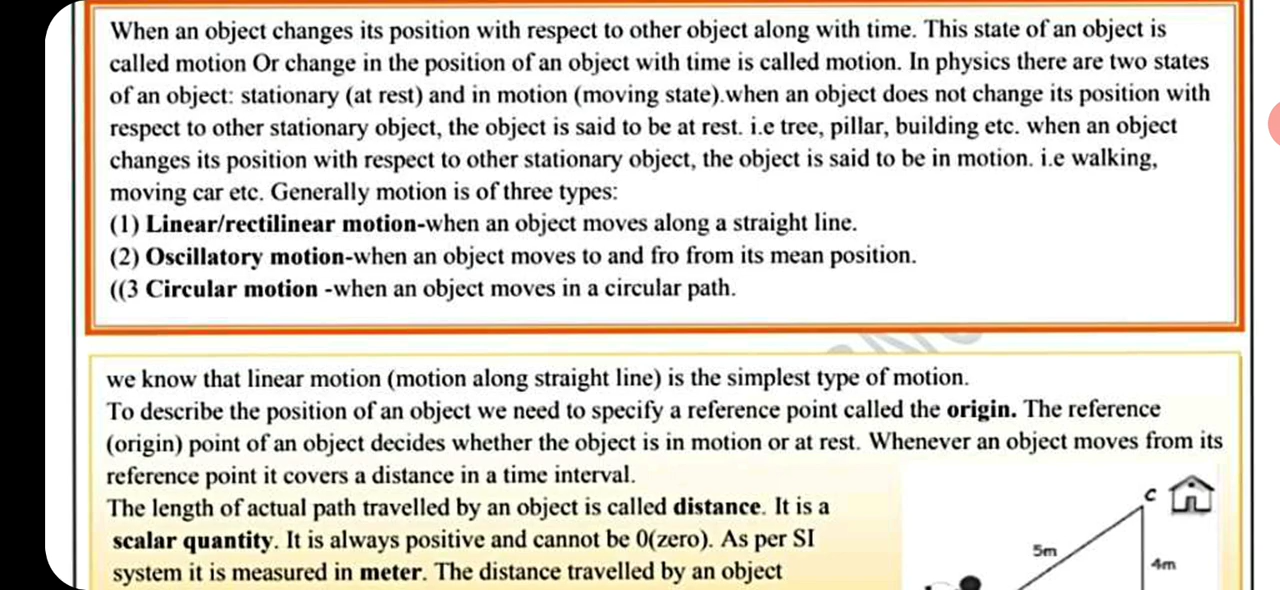 When an object changes its position with respect to other object along with time. This state of an object is
called motion Or change in the position of an object with time is called motion. In physics there are two states
of an object: stationary (at rest) and in motion (moving state).when an object does not change its position with
respect to other stationary object, the object is said to be at rest. i.e tree, pillar, building etc. when an object
changes its position with respect to other stationary object, the object is said to be in motion. i.e walking,
moving car etc. Generally motion is of three types:
(1) Linear/rectilinear motion-when an object moves along a straight line.
(2) Oscillatory motion-when an object moves to and fro from its mean position.
((3 Circular motion -when an object moves in a circular path.
we know that linear motion (motion along straight line) is the simplest type of motion.
To describe the position of an object we need to specify a reference point called the origin. The reference
(origin) point of an object decides whether the object is in motion or at rest. Whenever an object moves from its
reference point it covers a distance in a time interval.
The length of actual path travelled by an object is called distance. It is a
scalar quantity. It is always positive and cannot be 0(zero). As per SI
system it is measured in meter. The distance travelled by an object
C
5m
4m